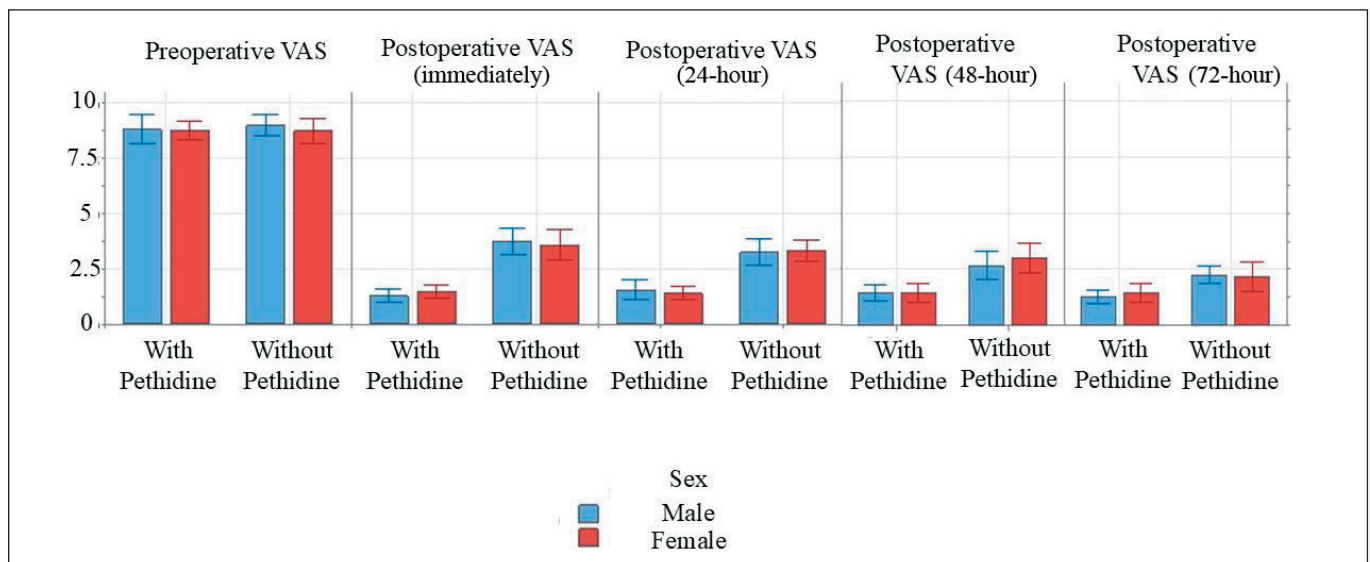 Preoperative VAS
Postoperative VAS
(immediately)
Postoperative VAS
(24-hour)
Postoperative
VAS (48-hour)
Postoperative
VAS (72-hour)
10
7.5
5
2.5
0
With
Pethidine
Without
Pethidine
With
Pethidine
Without
Pethidine
With
Pethidine
Without
Pethidine
With
Pethidine
Without
Pethidine
With
Pethidine
Without
Pethidine
Sex
Male
Female